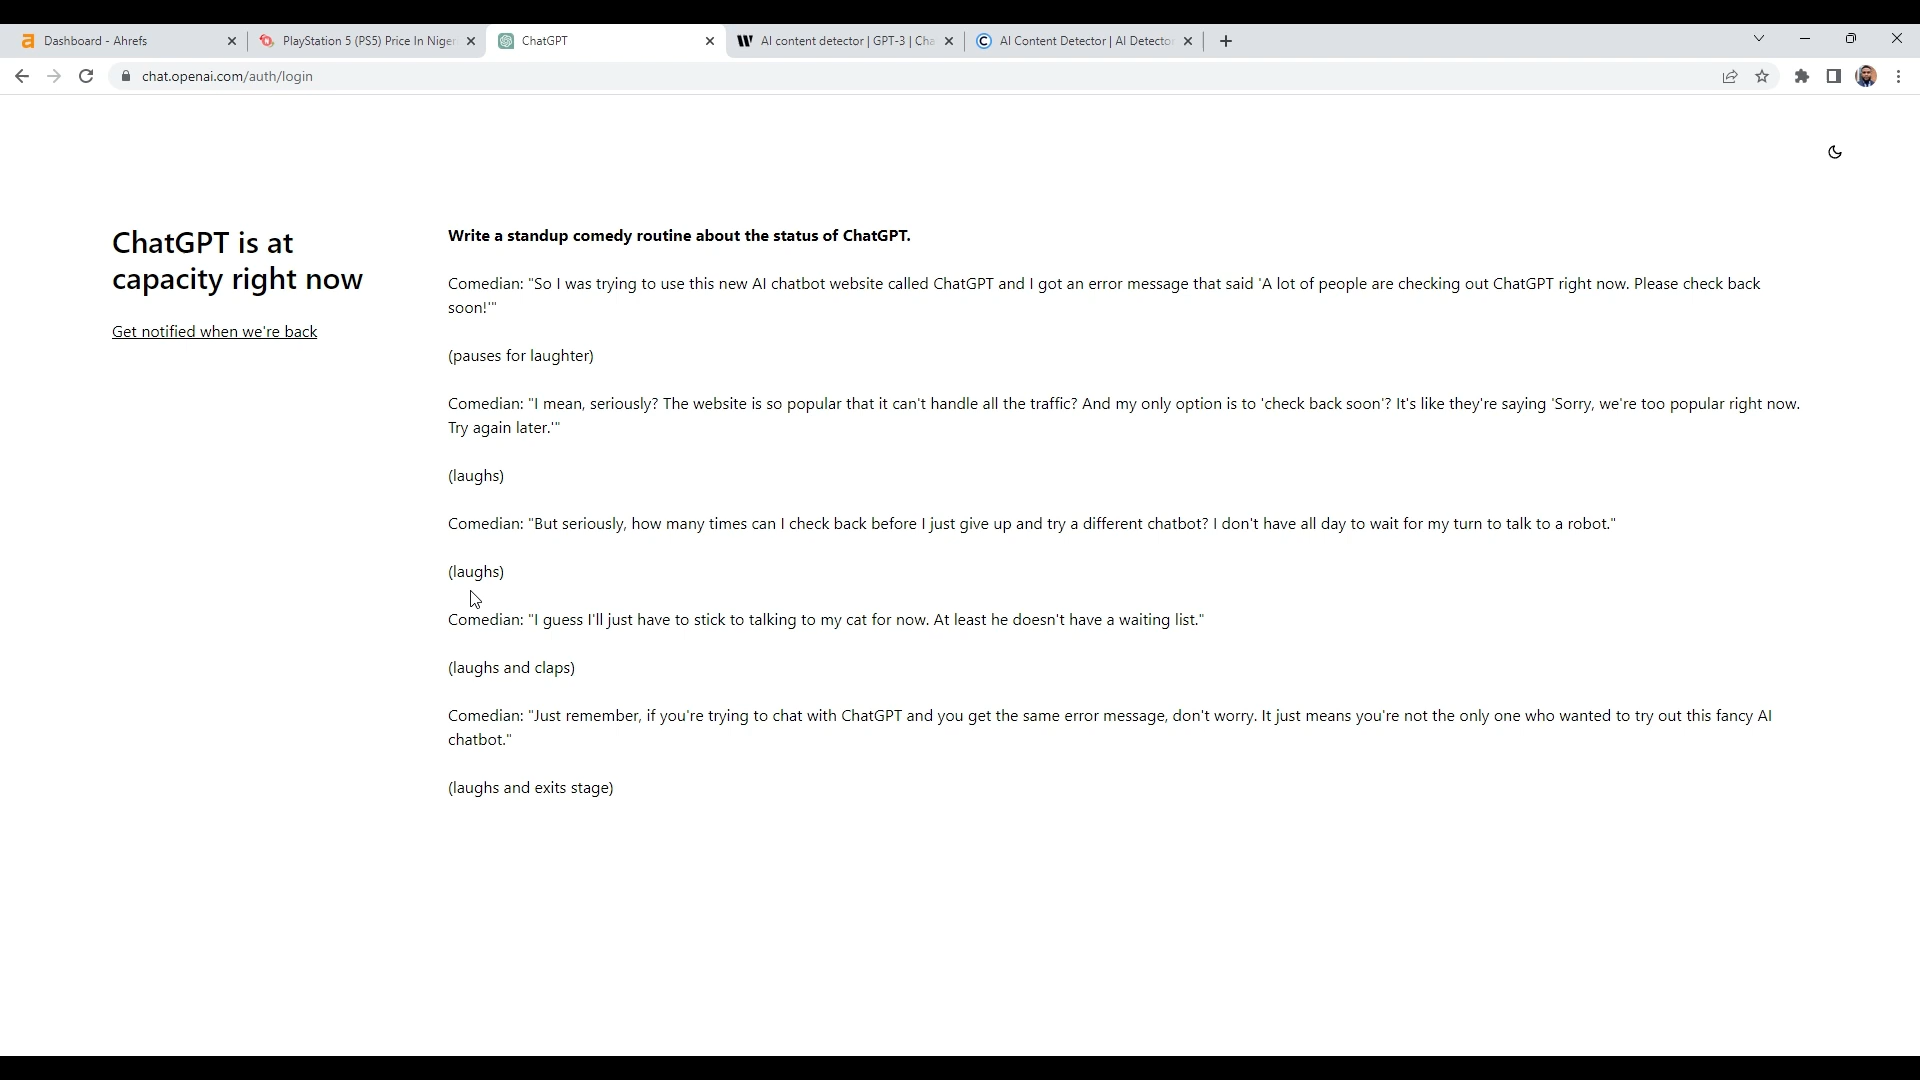 Dashboard - Ahrefs
PlayStation 5 (PS5) Price In Niger
ChatGPT
AI content detector | GPT-3 | Cha
AI Content Detector | AI Detector
chat.openai.com/auth/login
ChatGPT is at
capacity right now
Get notified when we're back
Write a standup comedy routine about the status of ChatGPT.
Comedian: "So I was trying to use this new AI chatbot website called ChatGPT and I got an error message that said 'A lot of people are checking out ChatGPT right now. Please check back
soon!'"
(pauses for laughter)
Comedian: "I mean, seriously? The website is so popular that it can't handle all the traffic? And my only option is to 'check back soon'? It's like they're saying 'Sorry, we're too popular right now.
Try again later.'"
(laughs)
Comedian: "But seriously, how many times can I check back before I just give up and try a different chatbot? I don't have all day to wait for my turn to talk to a robot."
(laughs)
Comedian: "I guess I'll just have to stick to talking to my cat for now. At least he doesn't have a waiting list."
(laughs and claps)
Comedian: "Just remember, if you're trying to chat with ChatGPT and you get the same error message, don't worry. It just means you're not the only one who wanted to try out this fancy AI
chatbot."
(laughs and exits stage)